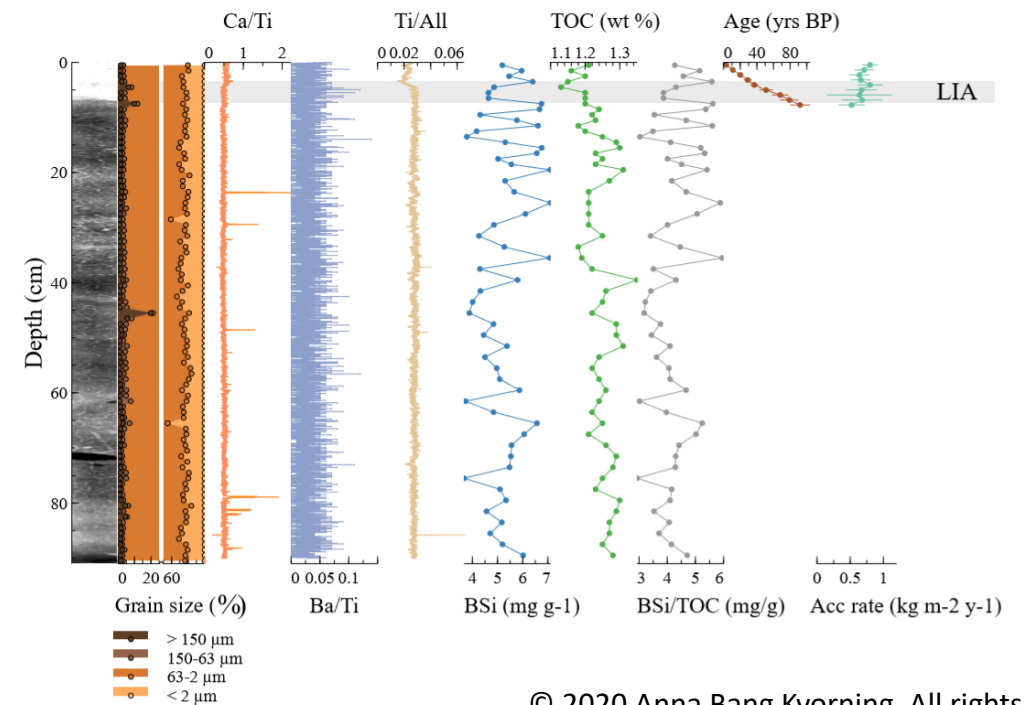 Ca/Ti Ti/All TOC (wt %) Age (yrs BP)
0 1 2 0 0.02 0.06 1.1 1.1 1.2 1.3 0 40 80
0
LIA
20
Depth (cm)
40
60
80
0 20 60 0 0.05 0.1 4 5 6 7 3 4 5 6 0 0.5 1
Grain size (%) Ba/Ti BSi (mg g-1) BSi/TOC (mg/g) Acc rate (kg m-2 y-1)
> 150 µm
150-63 µm
63-2 µm
< 2 µm
© 2020 Anna Bang Kvorning. All rights